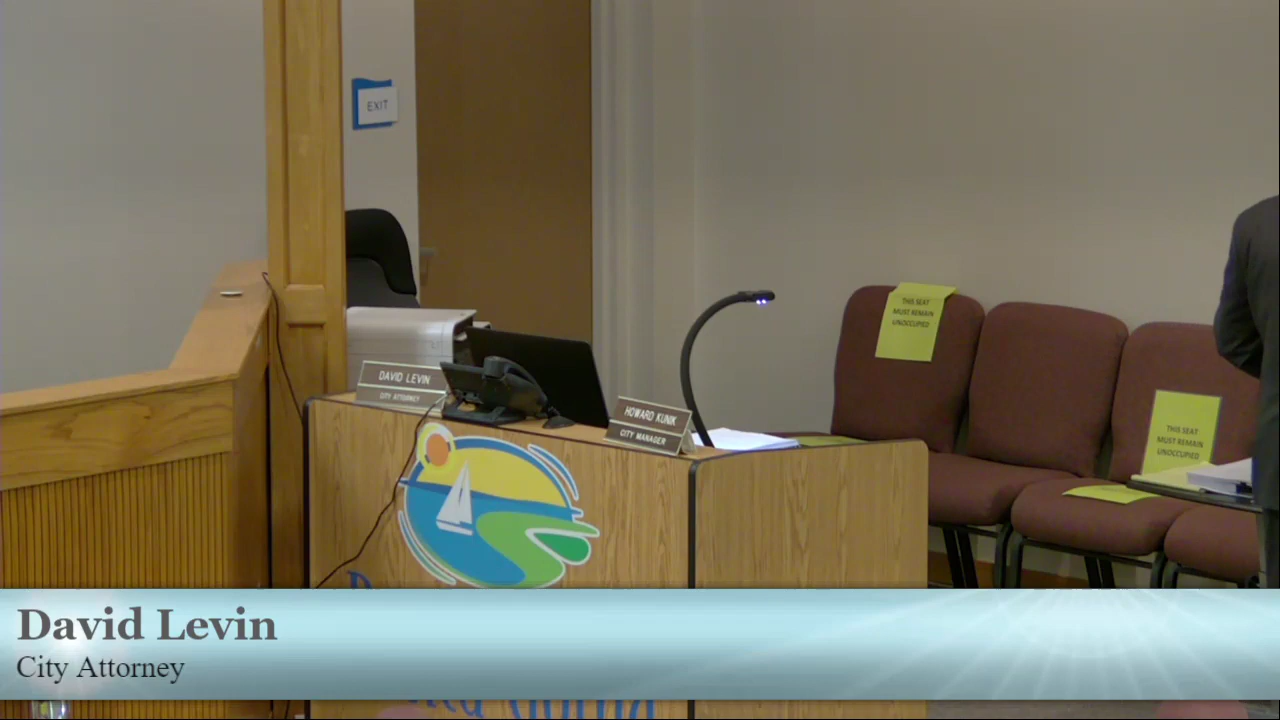 EXIT
THIS SEAT
MUST REMAIN
UNOCCUPIED
DAVID LEVIN
CITY ATTORNEY
HOWARD KUNIK
CITY MANAGER
THIS SEAT
MUST REMAIN
UNOCCUPIED
David Levin
City Attorney